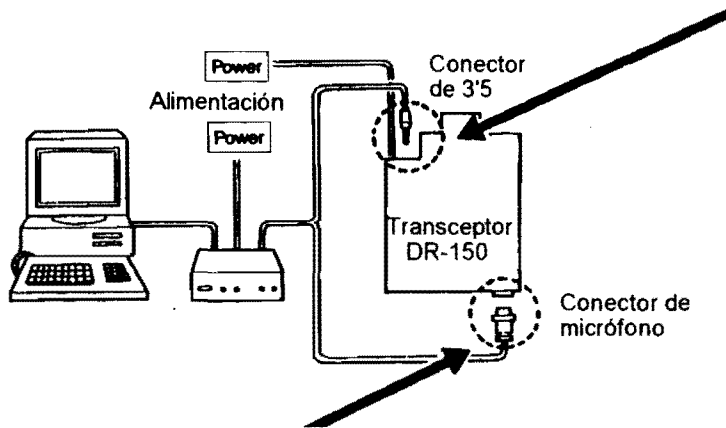 Power
Conector
de 3'5
Alimentación
Power
Transceptor
DR-150
Conector de
micrófono